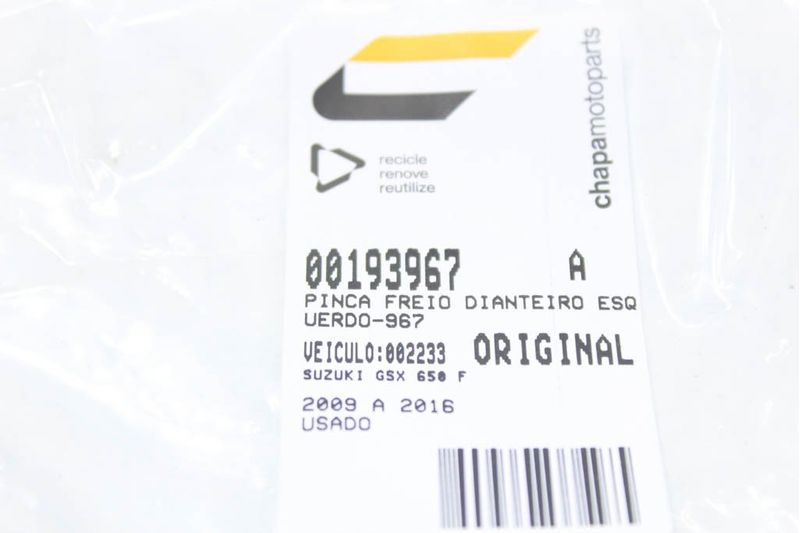 chapamotoparts
recicle
renove
reutilize
00193967 A
PINCA FREIO DIANTEIRO ESQ
UERDO-967
VEICULO:002233 ORIGINAL
SUZUKI GSX 650 F
2009 A 2016
USADO